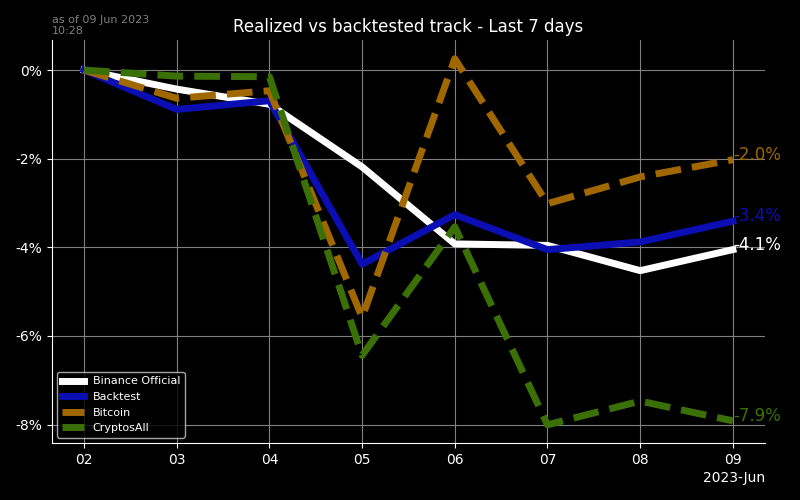 as of 09 Jun 2023
10:28
Realized vs backtested track - Last 7 days
0%
-2%
-4%
-6%
-8%
-2.0%
-3.4%
-4.1%
-7.9%
Binance Official
Backtest
Bitcoin
CryptosAll
02 03 04 05 06 07 08 09
2023-Jun